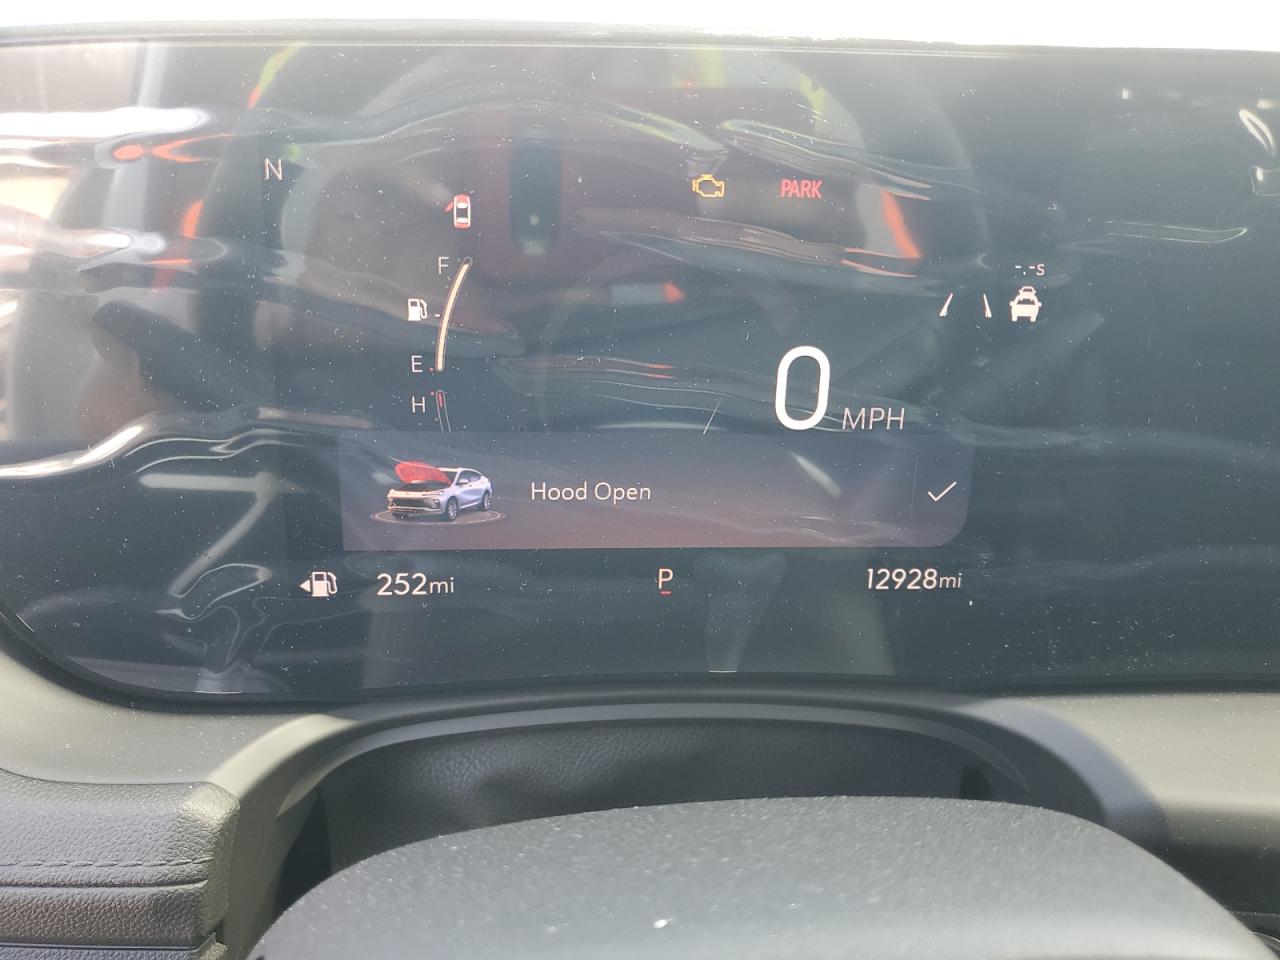 N
PARK
F
-.-s
E
H
0 MPH
Hood Open
252mi
P
12928mi